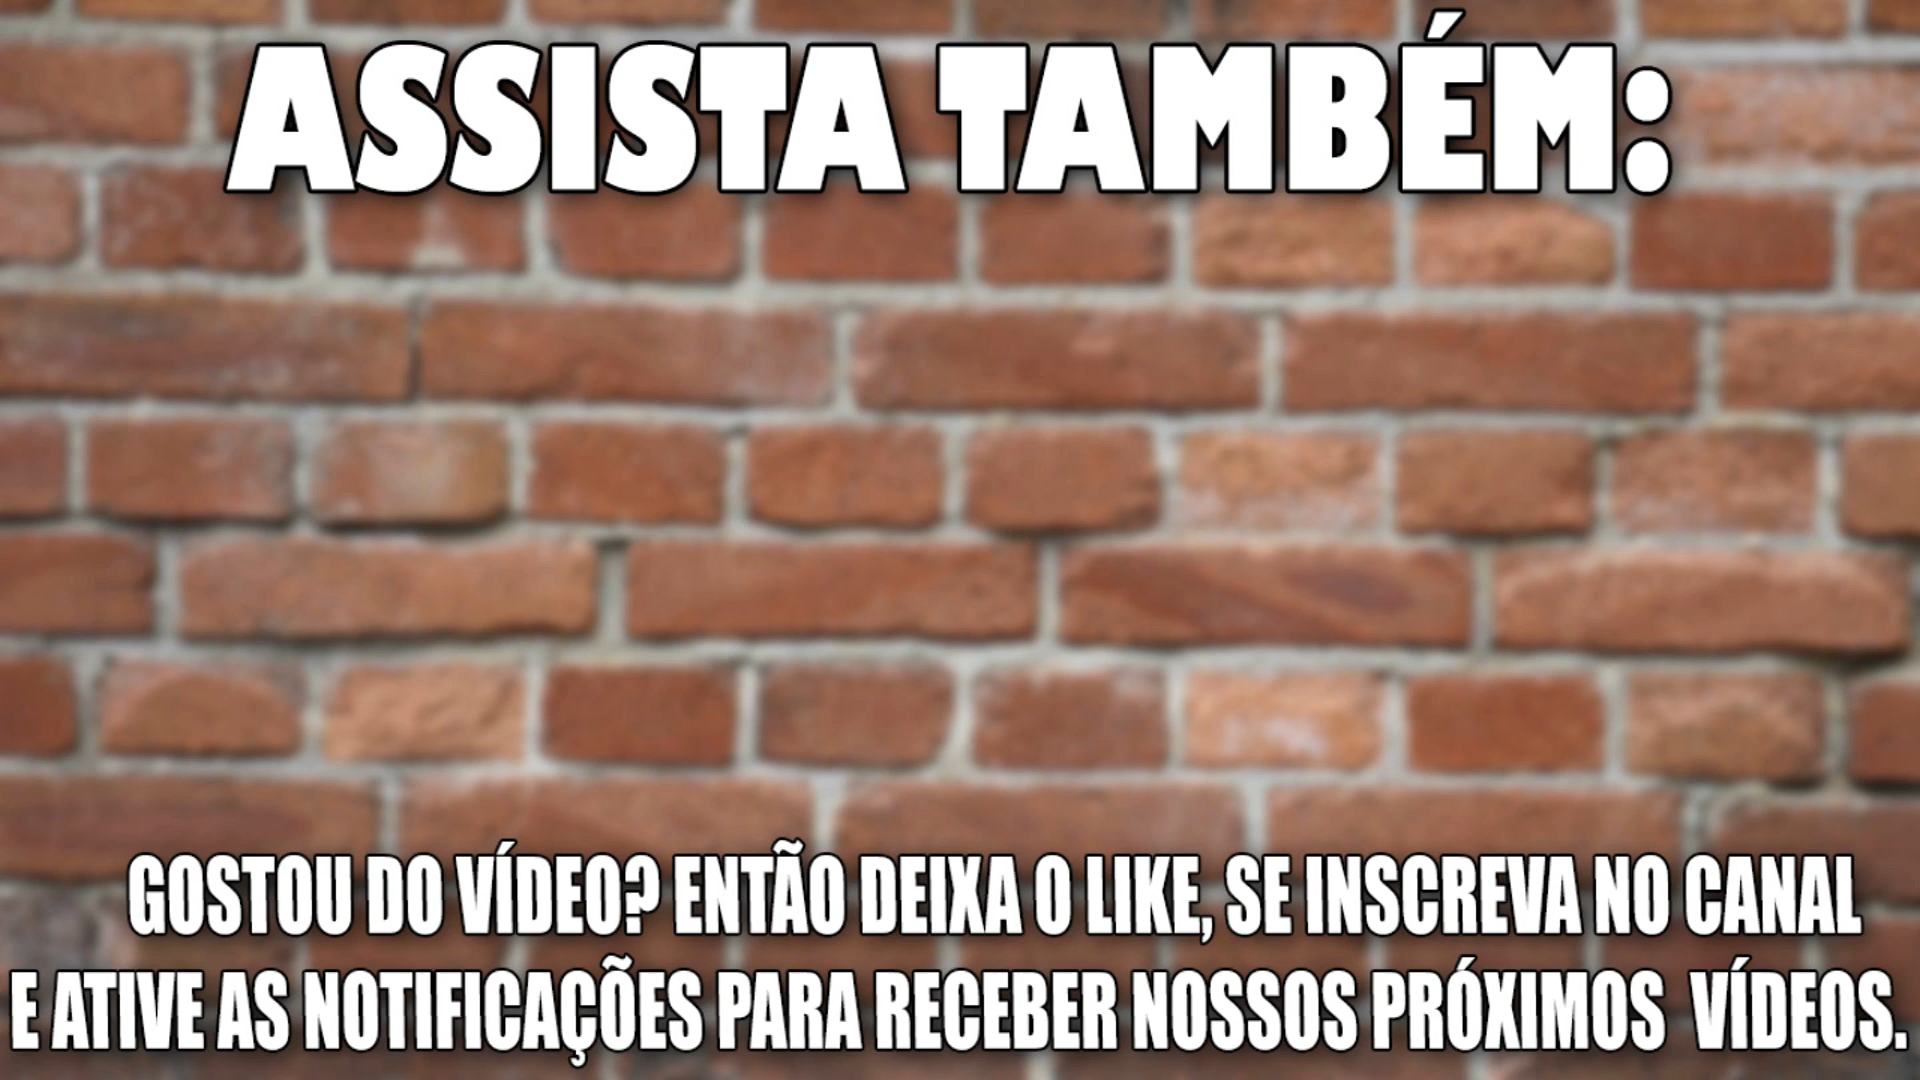 ASSISTA TAMBÉM:
GOSTOU DO VÍDEO? ENTÃO DEIXA O LIKE, SE INSCREVA NO CANAL
E ATIVE AS NOTIFICAÇÕES PARA RECEBER NOSSOS PRÓXIMOS VÍDEOS.